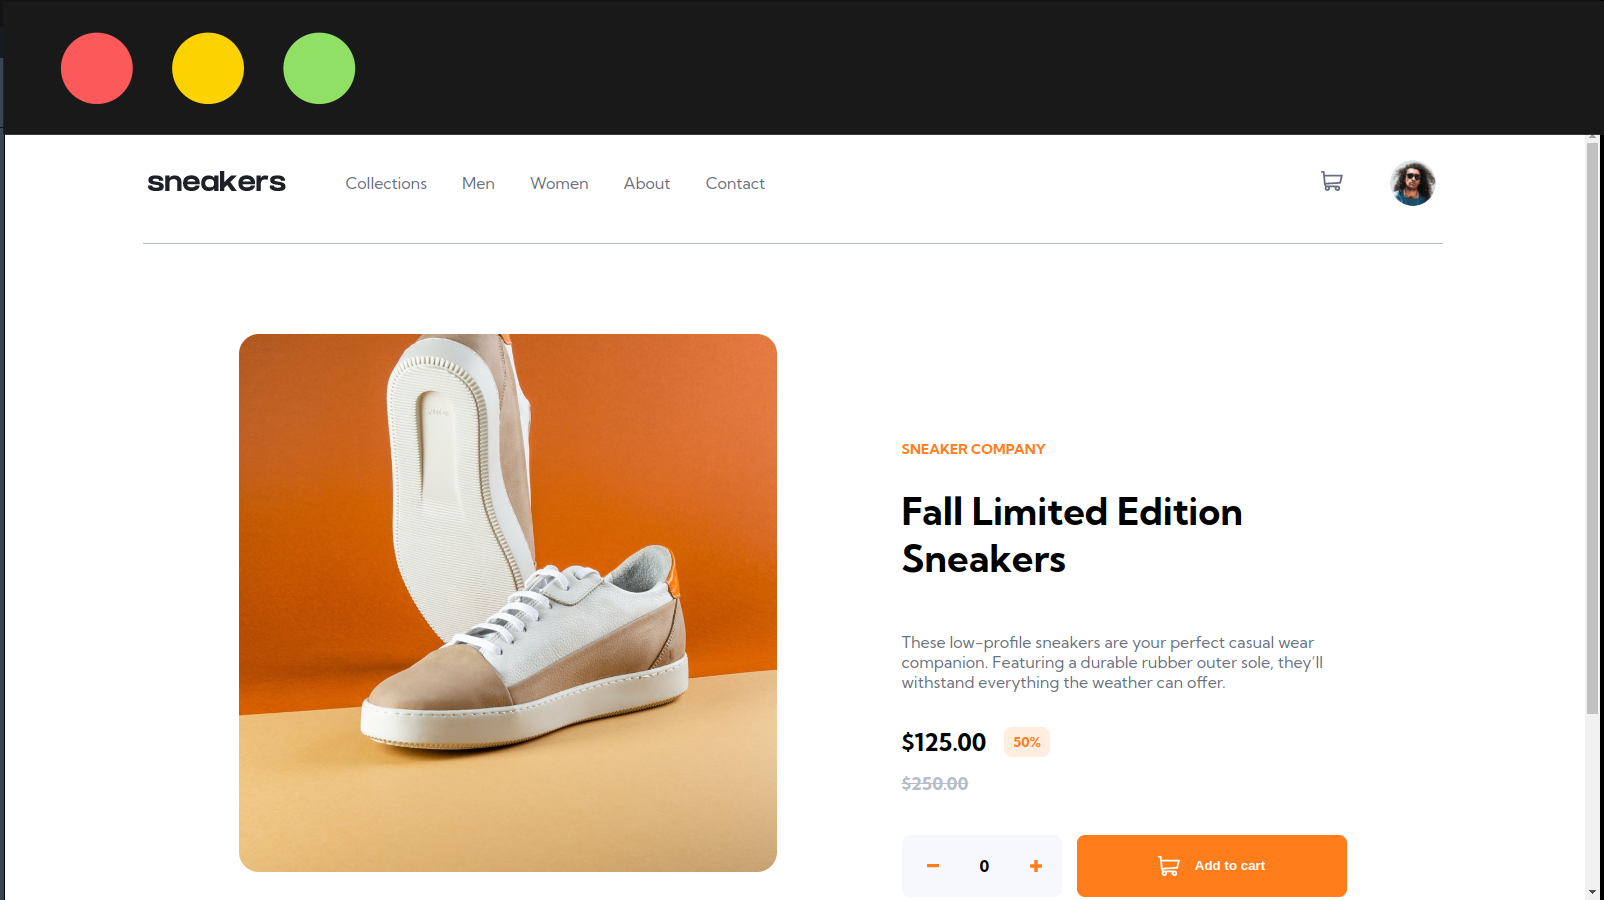 sneakers
Collections
Men
Women
About
Contact
SNEAKER COMPANY
Fall Limited Edition
Sneakers
These low-profile sneakers are your perfect casual wear
companion. Featuring a durable rubber outer sole, they’ll
withstand everything the weather can offer.
$125.00
50%
$250.00
0
Add to cart